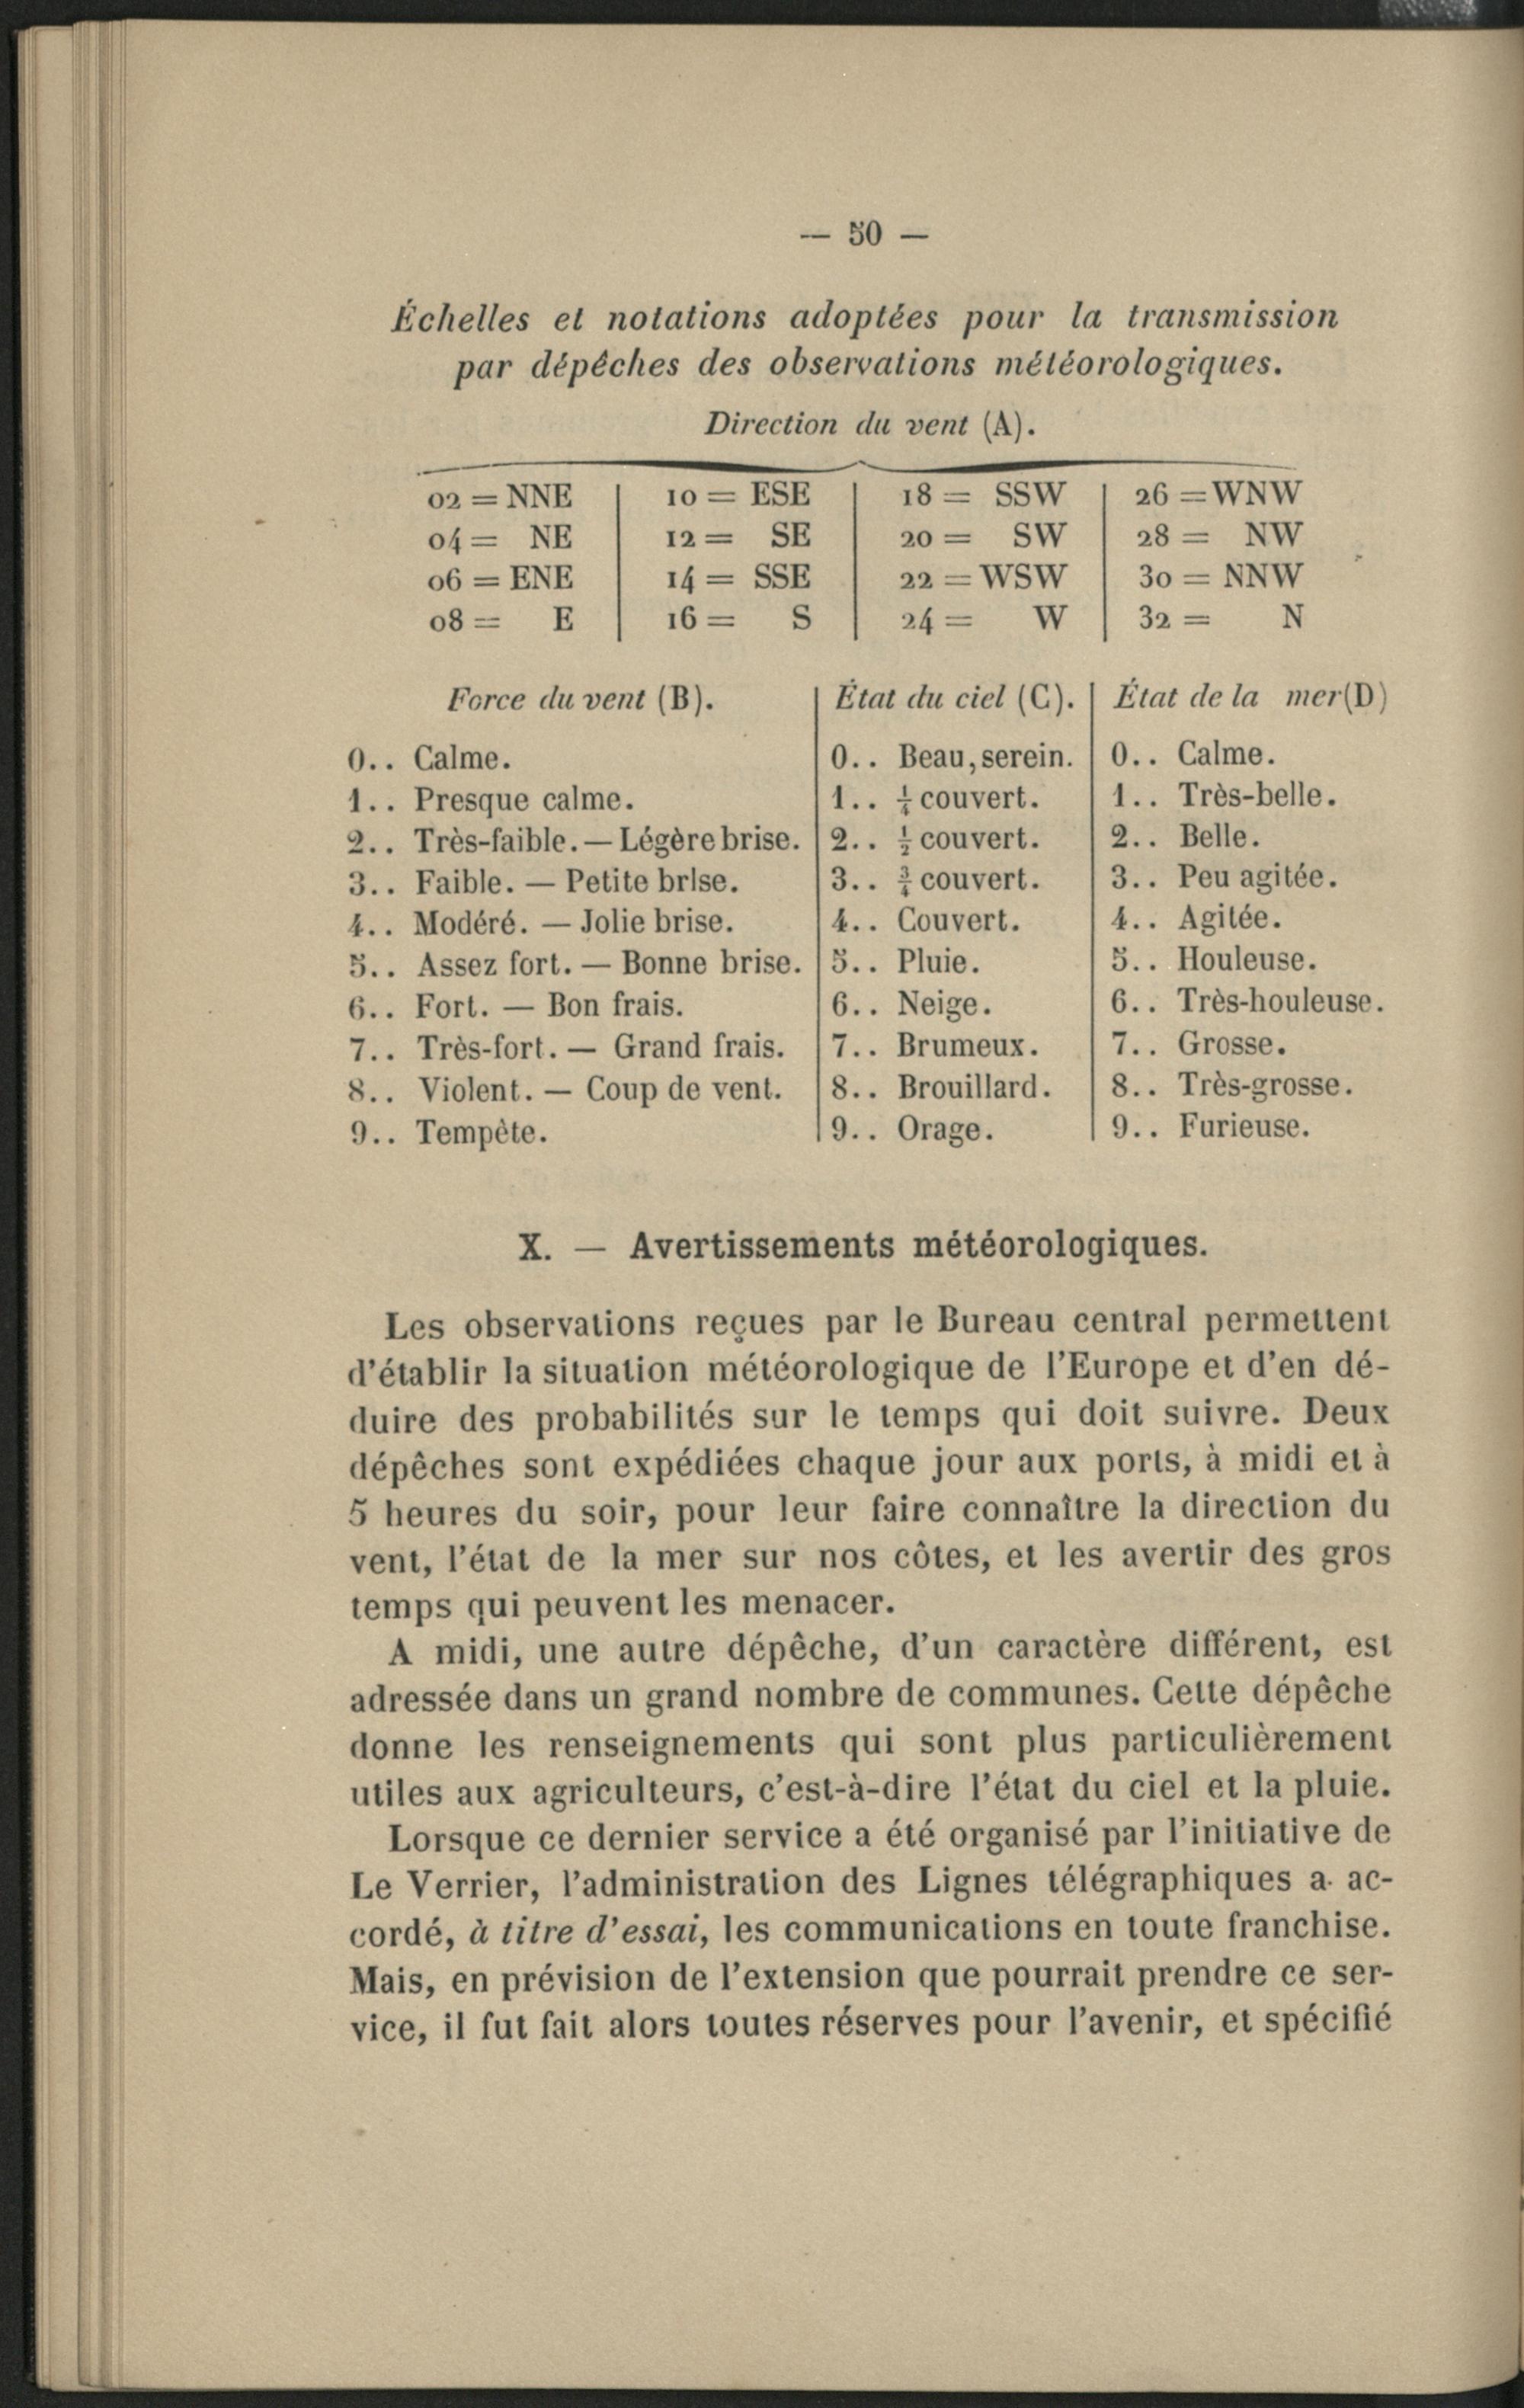 — 50 —
Échelles et notations adoptées pour la transmission
par dépêches des observations météorologiques.
Direction du vent (A).
02 = NNE | 10 = ESE | 18 = SSW | 26 = WNW
04 = NE | 12 = SE | 20 = SW | 28 = NW
06 = ENE | 14 = SSE | 22 = WSW | 30 = NNW
08 = E | 16 = S | 24 = W | 32 = N
Force du vent (B). | État du ciel (C). | État de la mer (D)
0.. Calme. | 0.. Beau, serein. | 0.. Calme.
1.. Presque calme. | 1.. ¼ couvert. | 1.. Très-belle.
2.. Très-faible. — Légère brise. | 2.. ½ couvert. | 2.. Belle.
3.. Faible. — Petite brise. | 3.. ¾ couvert. | 3.. Peu agitée.
4.. Modéré. — Jolie brise. | 4.. Couvert. | 4.. Agitée.
5.. Assez fort. — Bonne brise. | 5.. Pluie. | 5.. Houleuse.
6.. Fort. — Bon frais. | 6.. Neige. | 6.. Très-houleuse.
7.. Très-fort. — Grand frais. | 7.. Brumeux. | 7.. Grosse.
8.. Violent. — Coup de vent. | 8.. Brouillard. | 8.. Très-grosse.
9.. Tempête. | 9.. Orage. | 9.. Furieuse.
X. — Avertissements météorologiques.
Les observations reçues par le Bureau central permettent
d'établir la situation météorologique de l'Europe et d'en dé-
duire des probabilités sur le temps qui doit suivre. Deux
dépêches sont expédiées chaque jour aux ports, à midi et à
5 heures du soir, pour leur faire connaître la direction du
vent, l'état de la mer sur nos côtes, et les avertir des gros
temps qui peuvent les menacer.
A midi, une autre dépêche, d'un caractère différent, est
adressée dans un grand nombre de communes. Cette dépêche
donne les renseignements qui sont plus particulièrement
utiles aux agriculteurs, c'est-à-dire l'état du ciel et la pluie.
Lorsque ce dernier service a été organisé par l'initiative de
Le Verrier, l'administration des Lignes télégraphiques a ac-
cordé, à titre d'essai, les communications en toute franchise.
Mais, en prévision de l'extension que pourrait prendre ce ser-
vice, il fut fait alors toutes réserves pour l'avenir, et spécifié